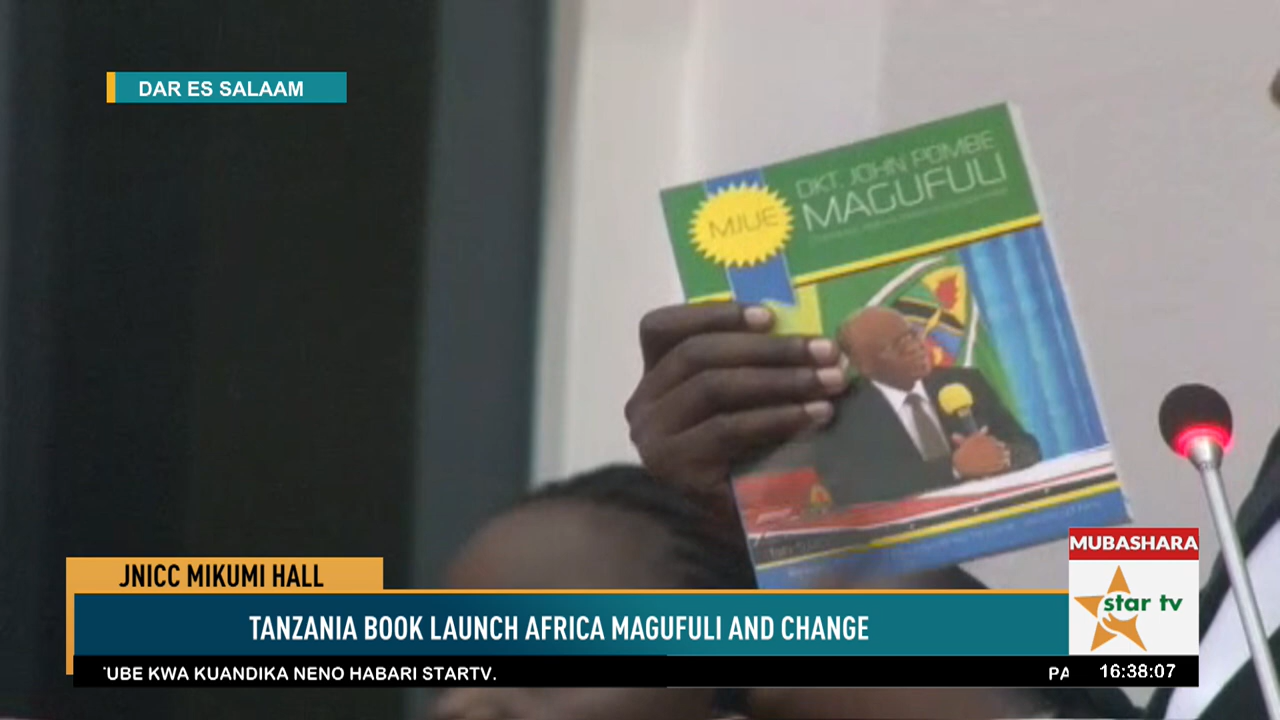 DAR ES SALAAM
DKT. JOHN POMBE
MAGUFULI
MJUE
JNICC MIKUMI HALL
TANZANIA BOOK LAUNCH AFRICA MAGUFULI AND CHANGE
MUBASHARA
star tv
UBE KWA KUANDIKA NENO HABARI STARTV.
PA
16:38:07